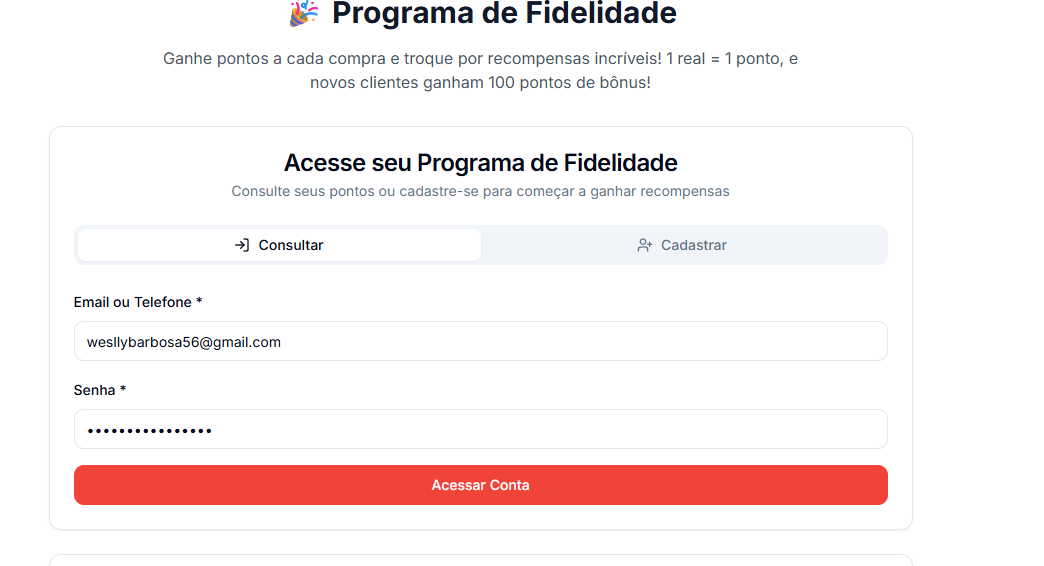 🎉 Programa de Fidelidade
Ganhe pontos a cada compra e troque por recompensas incríveis! 1 real = 1 ponto, e
novos clientes ganham 100 pontos de bônus!
Acesse seu Programa de Fidelidade
Consulte seus pontos ou cadastre-se para começar a ganhar recompensas
Consultar
Cadastrar
Email ou Telefone *
wesllybarbosa56@gmail.com
Senha *
••••••••••••••••
Acessar Conta